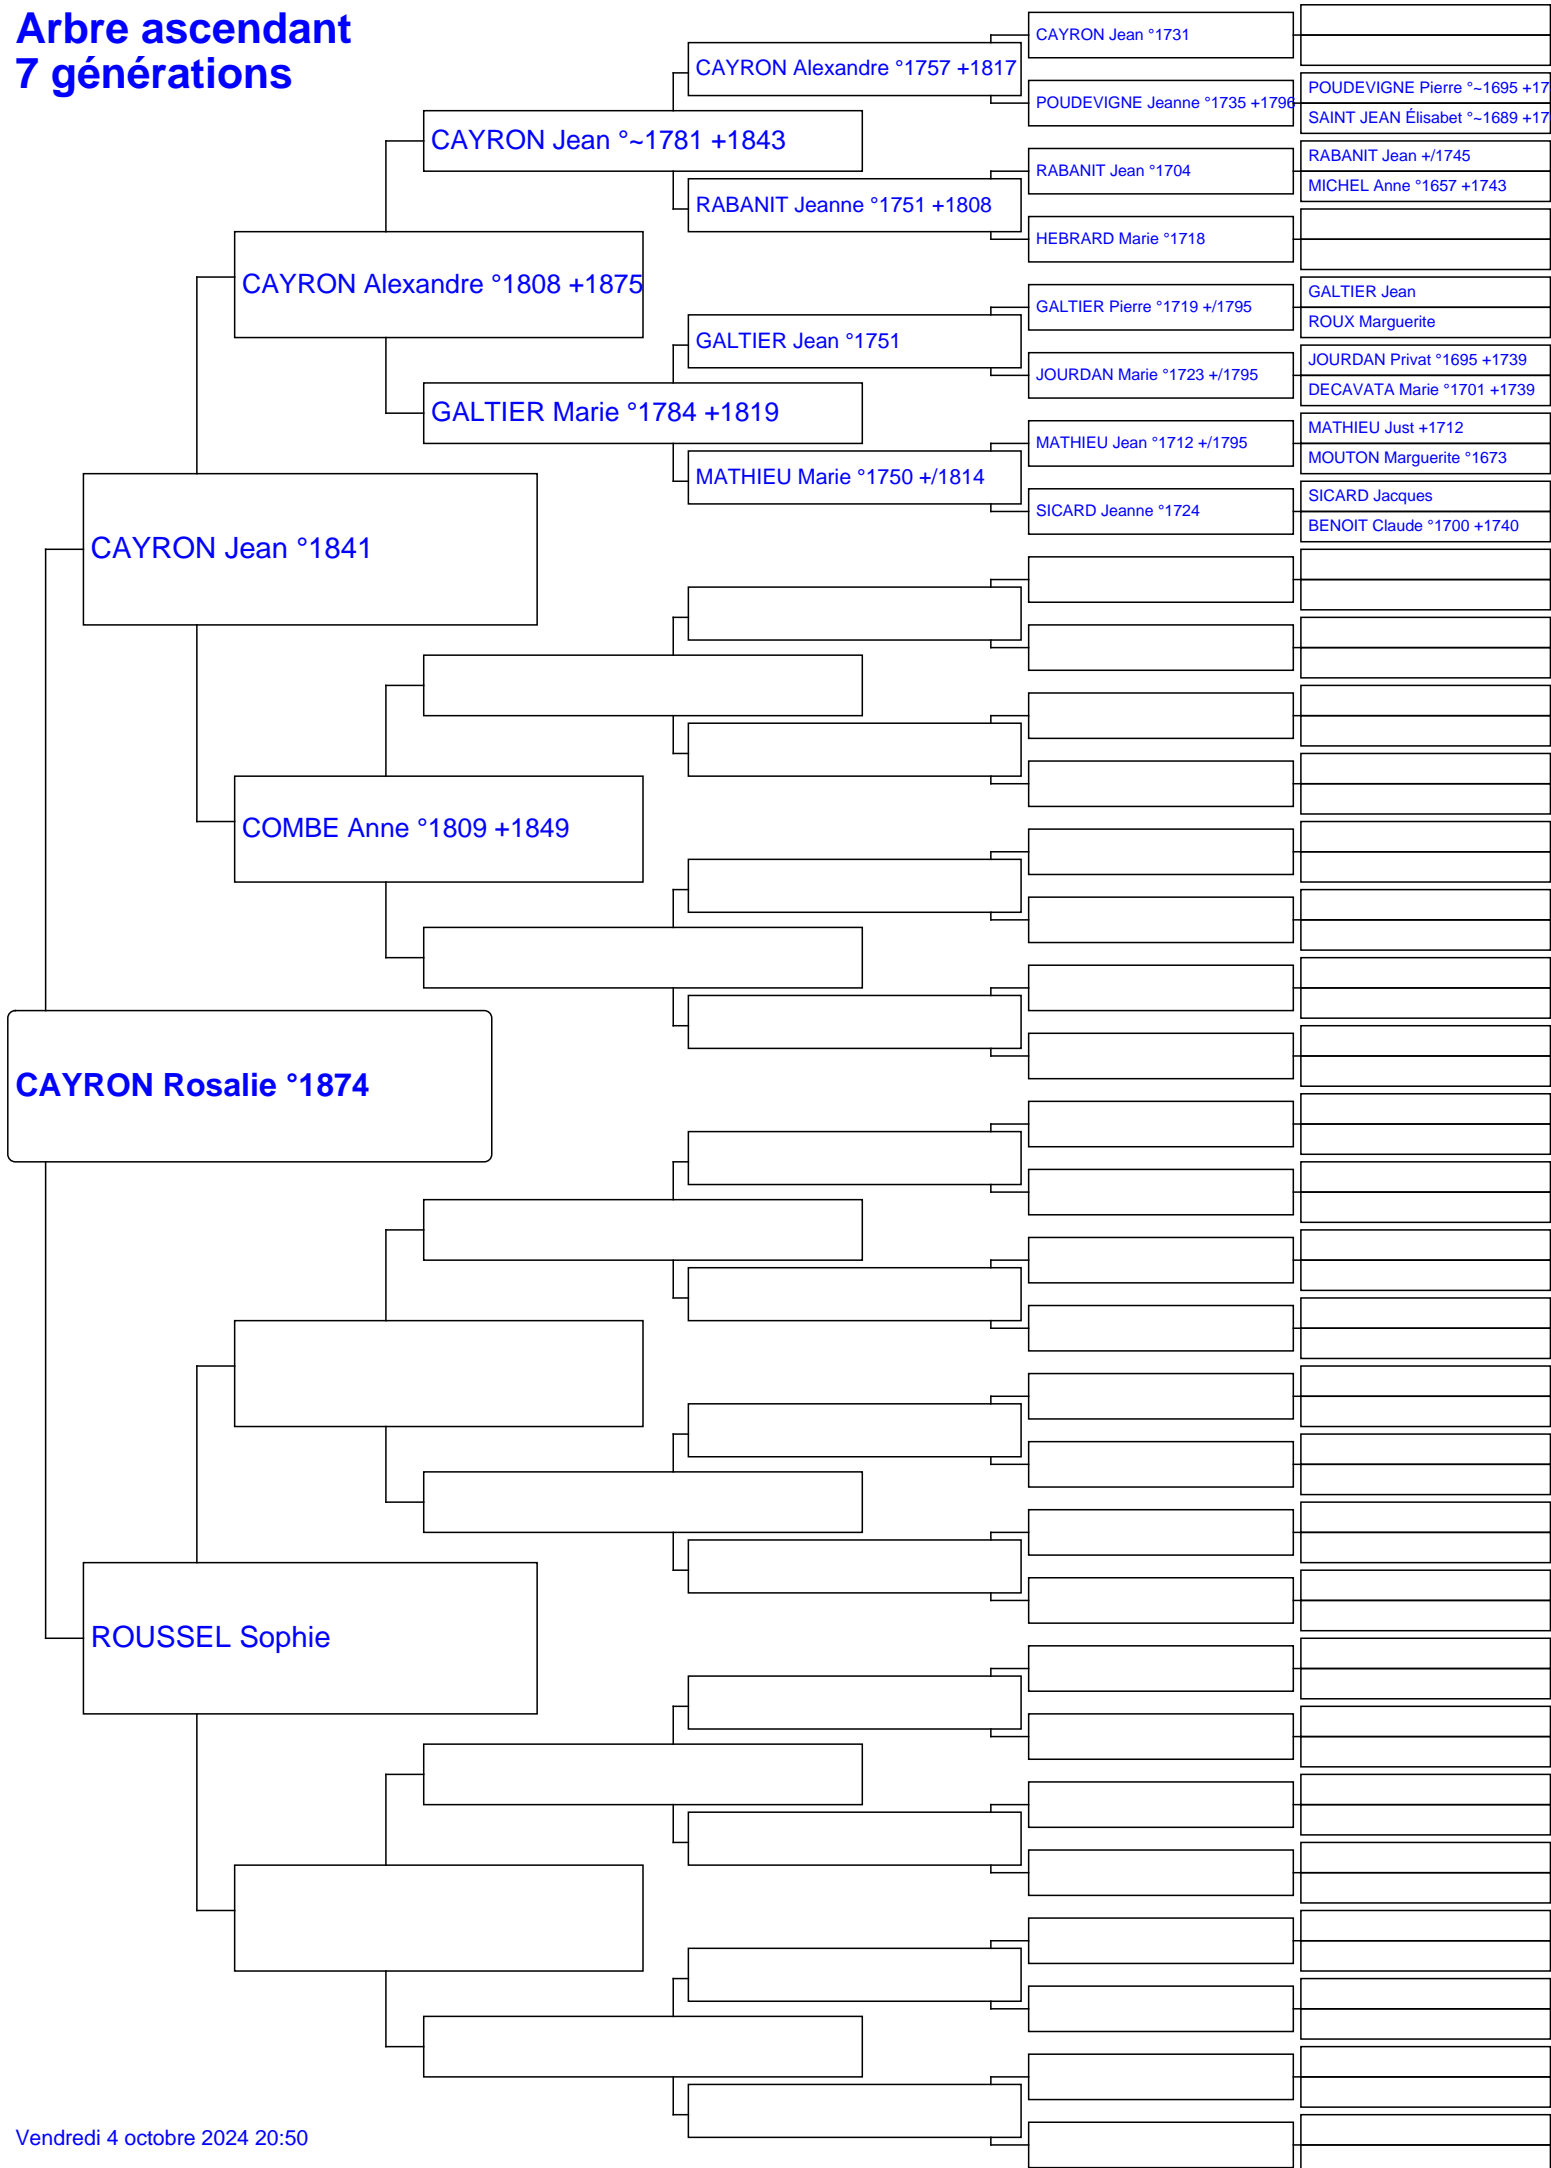 Arbre ascendant
7 générations
CAYRON Jean °1731
CAYRON Alexandre °1757 +1817
POUDEVIGNE Jeanne °1735 +1796
POUDEVIGNE Pierre °~1695 +17
SAINT JEAN Élisabet °~1689 +17
CAYRON Jean °~1781 +1843
RABANIT Jean °1704
RABANIT Jean +/1745
MICHEL Anne °1657 +1743
RABANIT Jeanne °1751 +1808
HEBRARD Marie °1718
CAYRON Alexandre °1808 +1875
GALTIER Pierre °1719 +/1795
GALTIER Jean
ROUX Marguerite
GALTIER Jean °1751
JOURDAN Marie °1723 +/1795
JOURDAN Privat °1695 +1739
DECAVATA Marie °1701 +1739
GALTIER Marie °1784 +1819
MATHIEU Jean °1712 +/1795
MATHIEU Just +1712
MOUTON Marguerite °1673
MATHIEU Marie °1750 +/1814
SICARD Jeanne °1724
SICARD Jacques
BENOIT Claude °1700 +1740
CAYRON Jean °1841
COMBE Anne °1809 +1849
CAYRON Rosalie °1874
ROUSSEL Sophie
Vendredi 4 octobre 2024 20:50